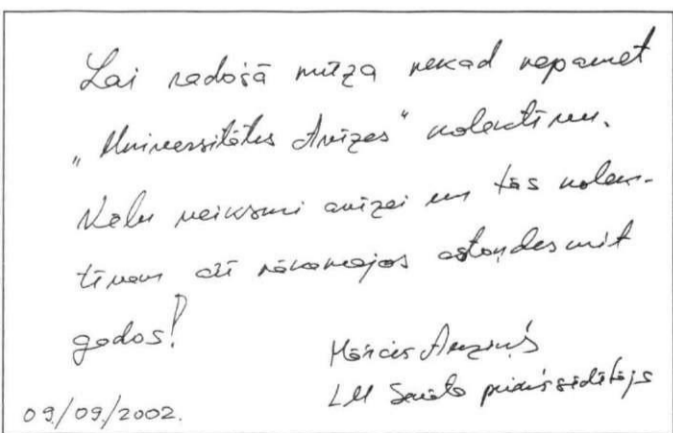 Lai radošā mūza nekad nepamet
„Universitātes Avīzes" kolektīvu.
Vēlu veiksmi avīzei un tās kolek-
tīvam arī nākamajos astoņdesmit
gados!
Mārcis Auziņš
LU Senāta priekšsēdētājs
09/09/2002.